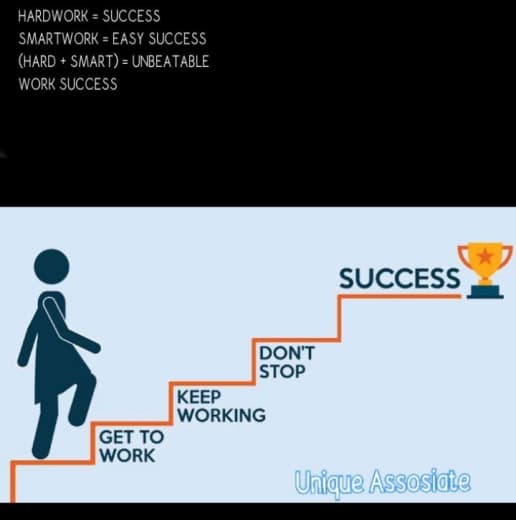 HARDWORK = SUCCESS
SMARTWORK = EASY SUCCESS
(HARD + SMART) = UNBEATABLE
WORK SUCCESS
SUCCESS
DON'T
STOP
KEEP
WORKING
GET TO
WORK
Unique Assosiate